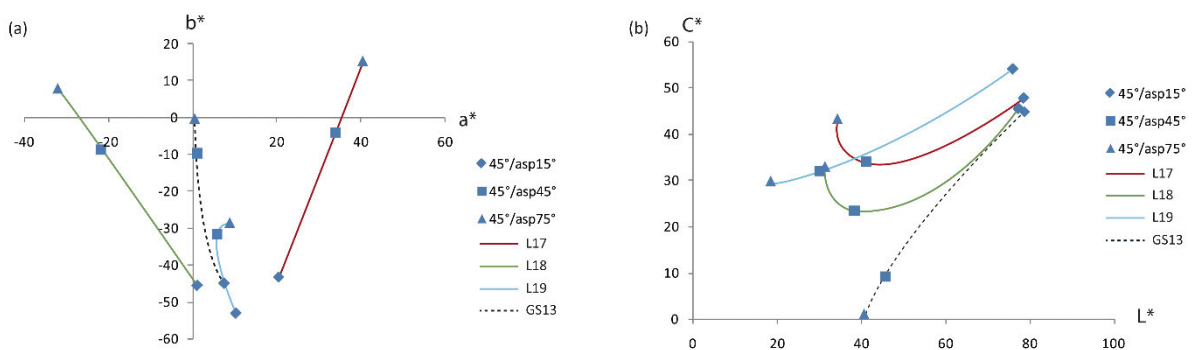 (a)
b*
20
10
0
-10
-20
-30
-40
-50
-60
-40 -20 0 20 40 60
a*
45°/asp15°
45°/asp45°
45°/asp75°
L17
L18
L19
GS13
(b)
C*
60
50
40
30
20
10
0
0 20 40 60 80 100
L*
45°/asp15°
45°/asp45°
45°/asp75°
L17
L18
L19
GS13